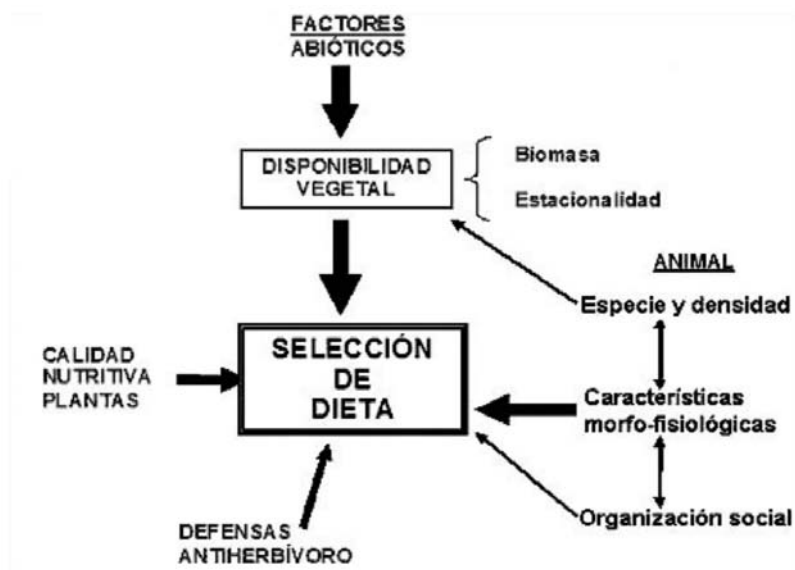 FACTORES
ABIÓTICOS
DISPONIBILIDAD
VEGETAL
Biomasa
Estacionalidad
ANIMAL
Especie y densidad
SELECCIÓN
DE
DIETA
CALIDAD
NUTRITIVA
PLANTAS
Características
morfo-fisiológicas
Organización social
DEFENSAS
ANTIHERBÍVORO